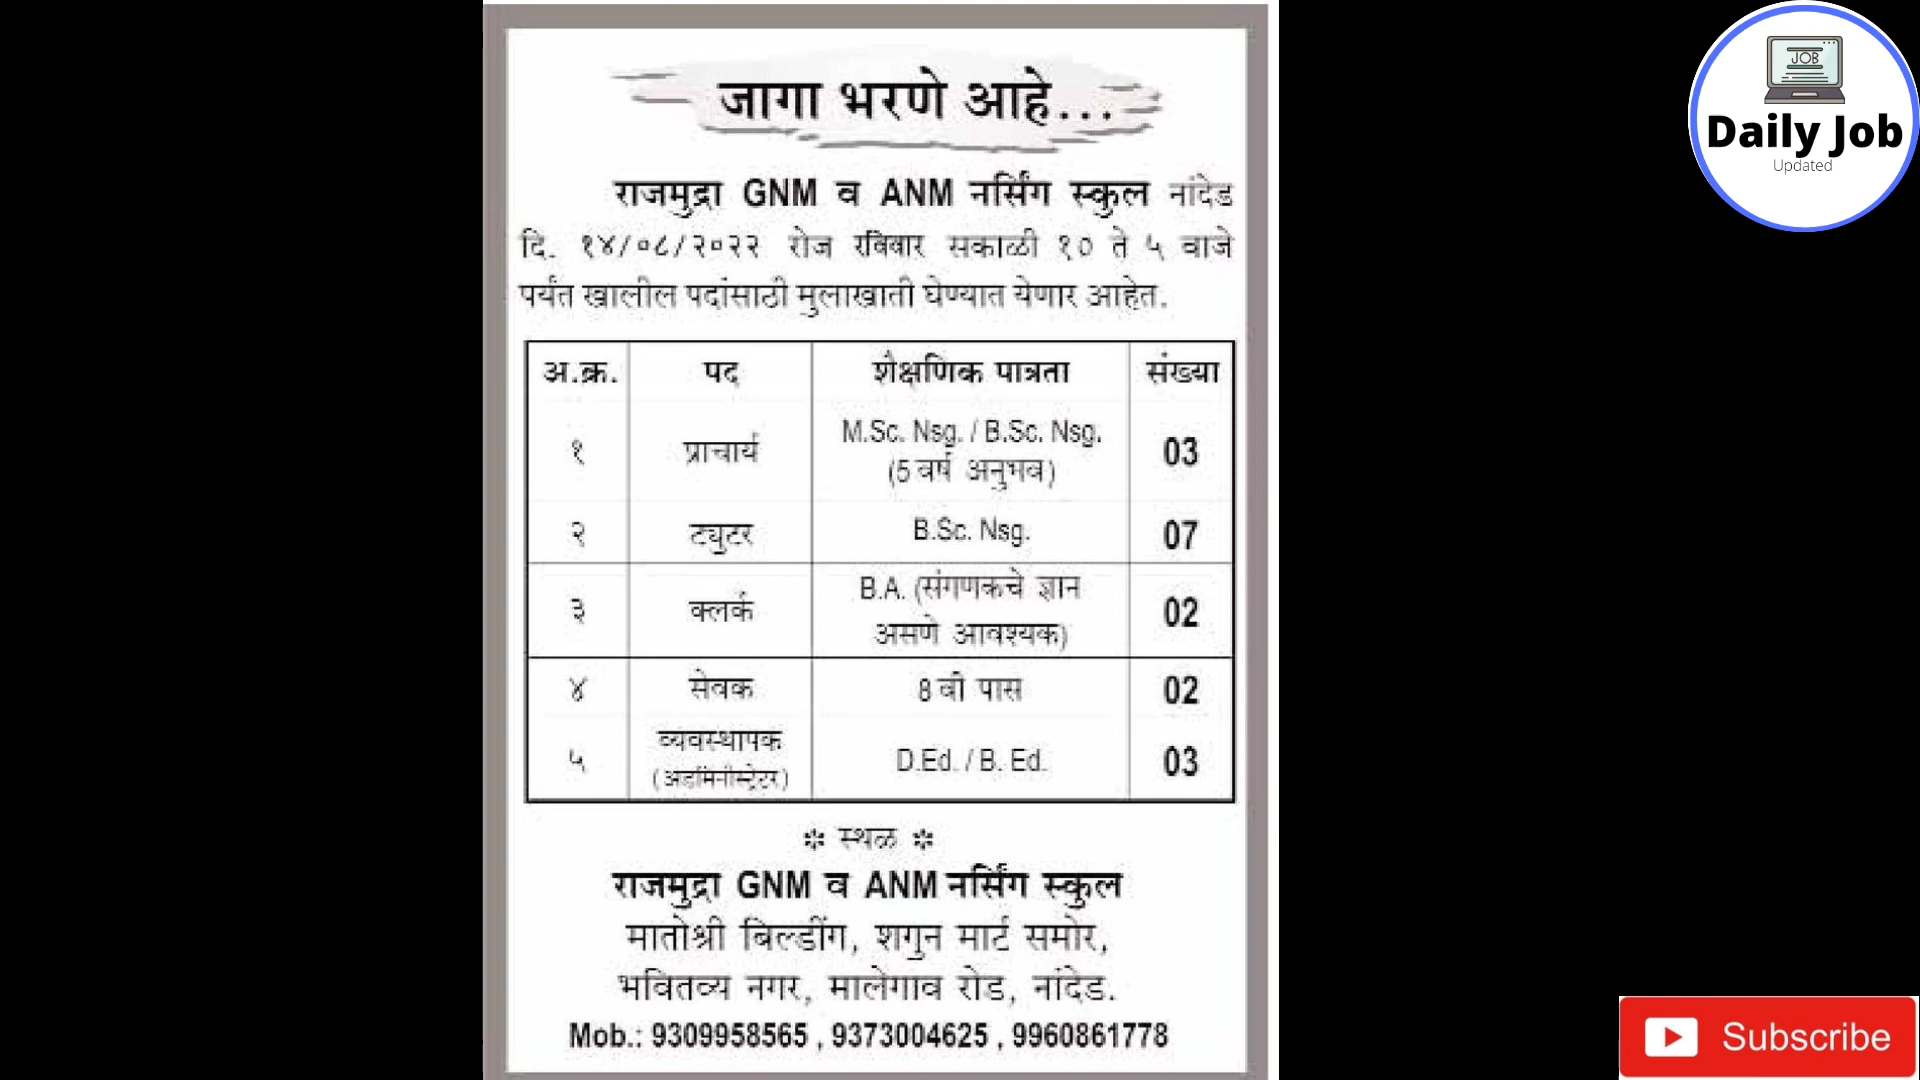 जागा भरणे आहे...
राजमुद्रा GNM व ANM नर्सिंग स्कुल नांदेड
दि. १४/०८/२०२२ रोज रविवार सकाळी १० ते ५ वाजे
पर्यंत खालील पदांसाठी मुलाखाती घेण्यात येणार आहेत.
अ.क्र. पद शैक्षणिक पात्रता संख्या
१ प्राचार्य M.Sc. Nsg. / B.Sc. Nsg. (5 वर्ष अनुभव) 03
२ ट्युटर B.Sc. Nsg. 07
३ क्लर्क B.A. (संगणकचे ज्ञान असणे आवश्यक) 02
४ सेवक 8 वी पास 02
५ व्यवस्थापक (अडमिनीस्ट्रेटर) D.Ed. / B. Ed. 03
❇ स्थळ ❇
राजमुद्रा GNM व ANM नर्सिंग स्कुल
मातोश्री बिल्डींग, शगुन मार्ट समोर,
भवितव्य नगर, मालेगाव रोड, नांदेड.
Mob.: 9309958565 , 9373004625 , 9960861778
JOB
Daily Job
Updated
Subscribe